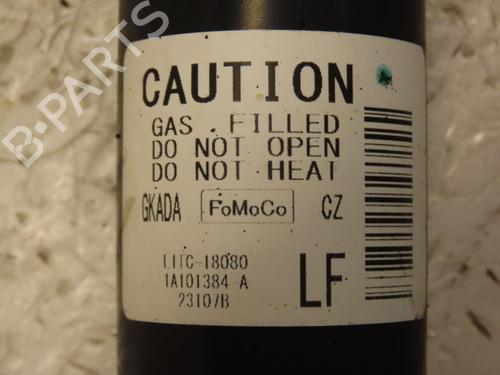 CAUTION
GAS FILLED
DO NOT OPEN
DO NOT HEAT
GKADA FoMoCo CZ
L1TC-18080
1A101384-A
23107B
LF
B-Parts